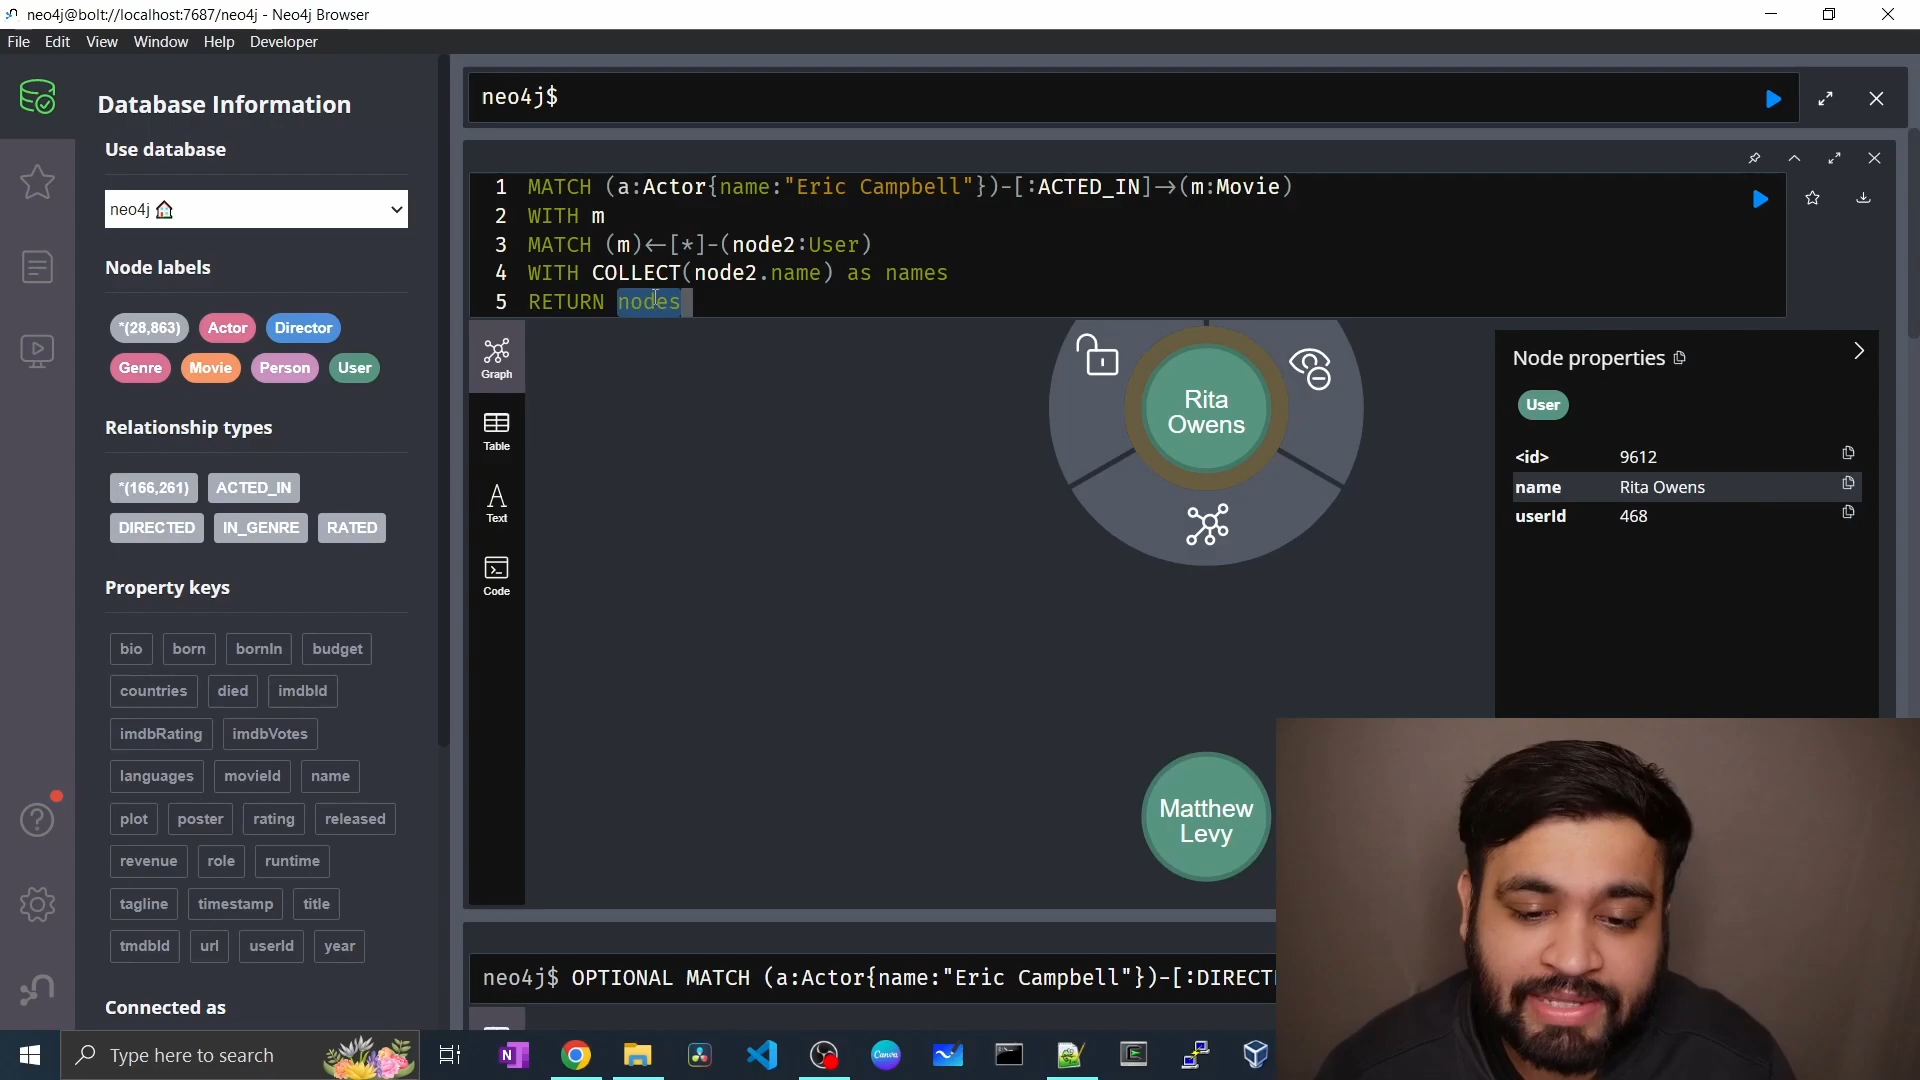 neo4j@bolt://localhost:7687/neo4j - Neo4j Browser
File Edit View Window Help Developer
Database Information
Use database
neo4j
Node labels
*(28,863) Actor Director
Genre Movie Person User
Relationship types
*(166,261) ACTED_IN
DIRECTED IN_GENRE RATED
Property keys
bio born bornIn budget
countries died imdbId
imdbRating imdbVotes
languages movieId name
plot poster rating released
revenue role runtime
tagline timestamp title
tmdbId url userId year
Connected as
neo4j$
1 MATCH (a:Actor{name:"Eric Campbell"})-[:ACTED_IN]->(m:Movie)
2 WITH m
3 MATCH (m)<-[*]-(node2:User)
4 WITH COLLECT(node2.name) as names
5 RETURN nodes
Graph
Table
Text
Code
Rita
Owens
Matthew
Levy
Node properties
User
<id> 9612
name Rita Owens
userId 468
neo4j$ OPTIONAL MATCH (a:Actor{name:"Eric Campbell"})-[:DIRECT
Type here to search
N
Canva